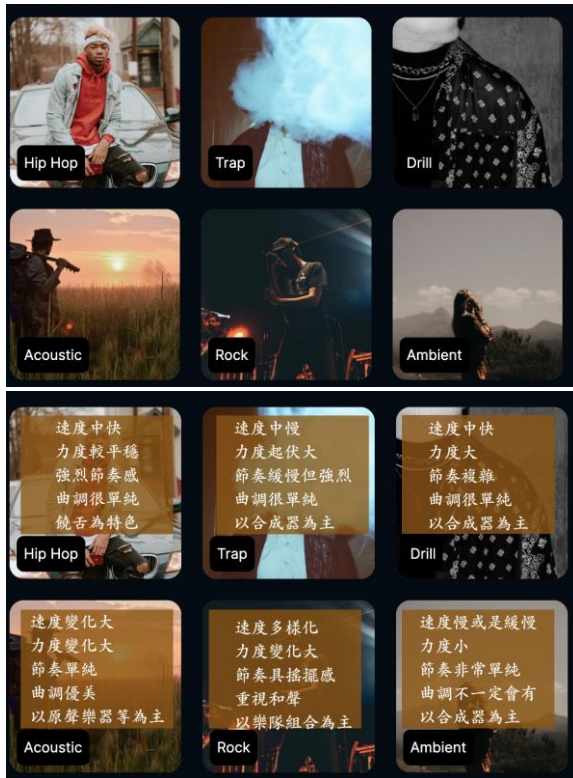 Hip Hop
Trap
Drill
Acoustic
Rock
Ambient
速度中快
力度較平穩
強烈節奏感
曲調很單純
饒舌為特色
Hip Hop
速度中慢
力度起伏大
節奏緩慢但強烈
曲調很單純
以合成器為主
Trap
速度中快
力度大
節奏複雜
曲調很單純
以合成器為主
Drill
速度變化大
力度變化大
節奏單純
曲調優美
以原聲樂器等為主
Acoustic
速度多樣化
力度變化大
節奏具搖擺感
重視和聲
以樂隊組合為主
Rock
速度慢或是緩慢
力度小
節奏非常單純
曲調不一定會有
以合成器為主
Ambient